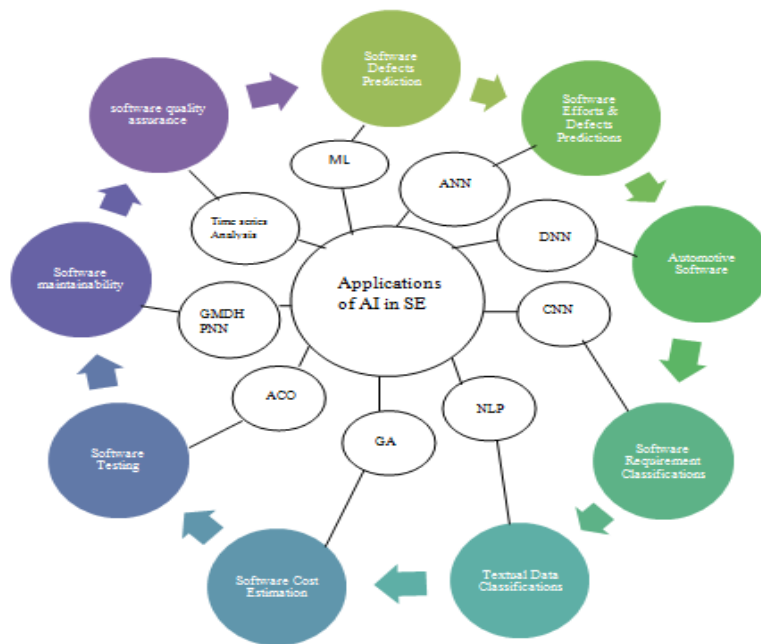 Software
Defects
Prediction
Software
Efforts &
Defects
Predictions
software quality
assurance
ML
ANN
Time series
Analysis
DNN
Automotive
Software
Software
maintainability
Applications
of AI in SE
GMDH
PNN
CNN
ACO
NLP
GA
Software
Testing
Software
Requirement
Classifications
Software Cost
Estimation
Textual Data
Classifications